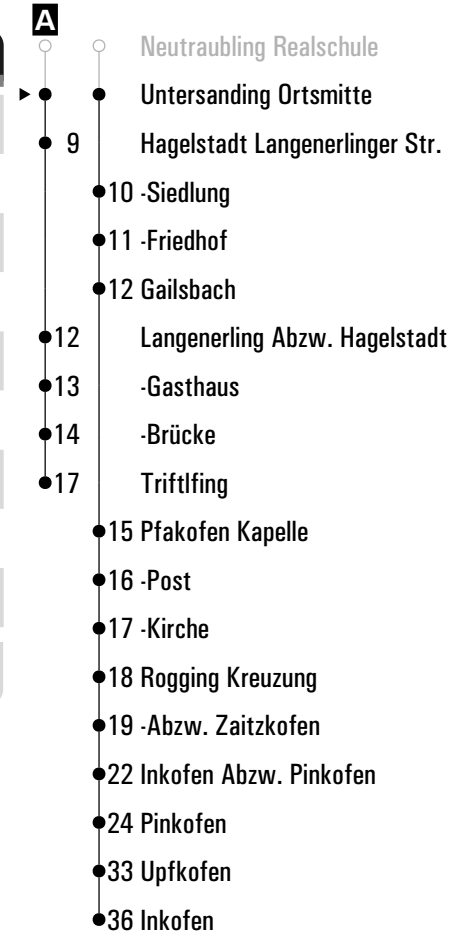 A
Neutraubling Realschule
Untersanding Ortsmitte
9 Hagelstadt Langenerlinger Str.
10 -Siedlung
11 -Friedhof
12 Gailsbach
12 Langenerling Abzw. Hagelstadt
13 -Gasthaus
14 -Brücke
17 Triftlfing
15 Pfakofen Kapelle
16 -Post
17 -Kirche
18 Rogging Kreuzung
19 -Abzw. Zaitzkofen
22 Inkofen Abzw. Pinkofen
24 Pinkofen
33 Upfkofen
36 Inkofen